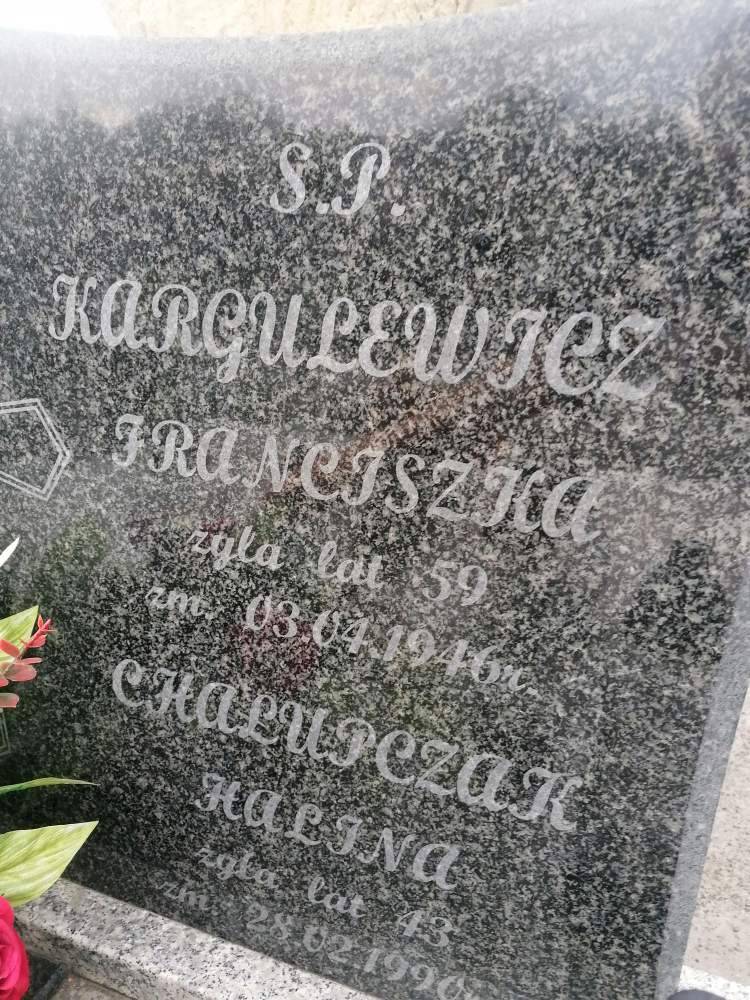 S.P.
KARGULEWICZ
FRANCISZKA
żyła lat 59
zm. 03.04.1946r.
CHAŁUPCZAK
HALINA
żyła lat 43
zm. 28.02.1990